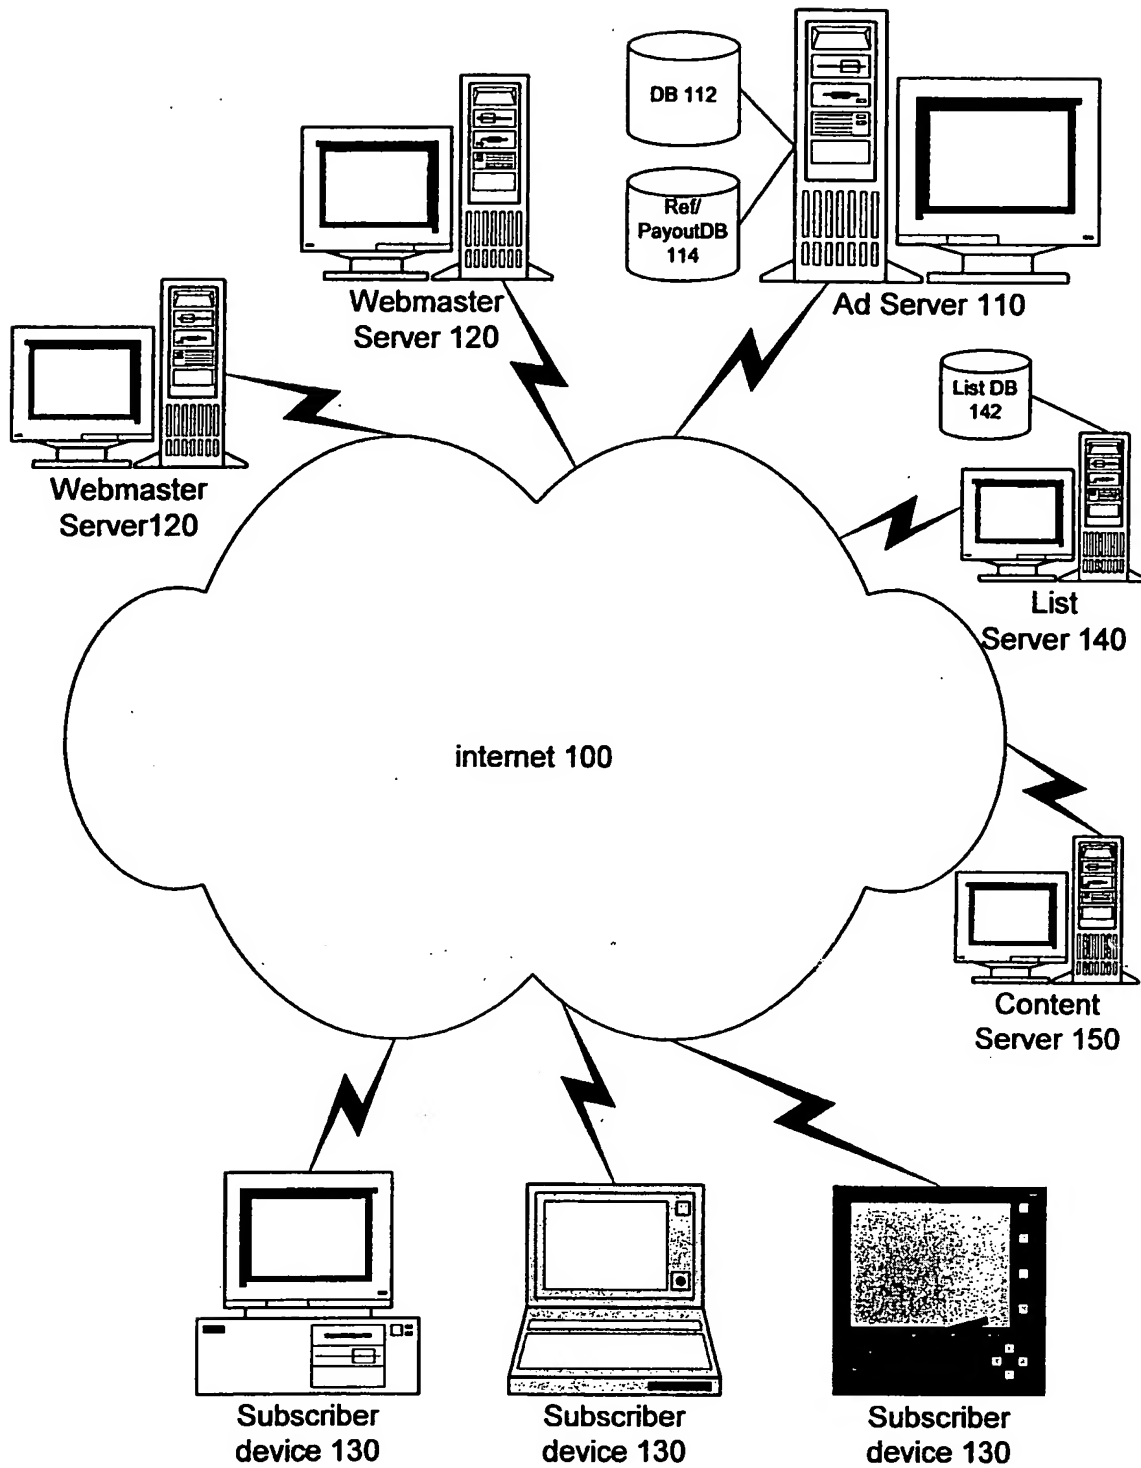 DB 112
Ref/
PayoutDB
114
Webmaster
Server 120
Ad Server 110
List DB
142
Webmaster
Server120
List
Server 140
internet 100
Content
Server 150
Subscriber
device 130
Subscriber
device 130
Subscriber
device 130